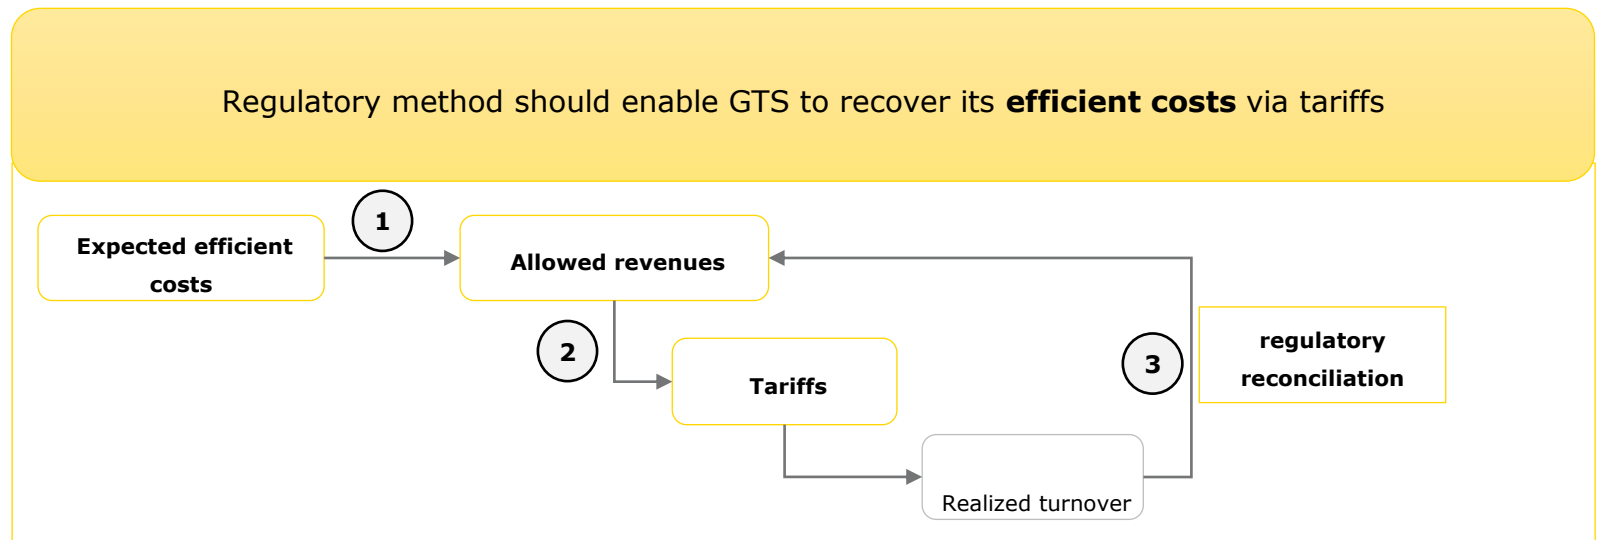 Regulatory method should enable GTS to recover its efficient costs via tariffs
1
Expected efficient
costs
Allowed revenues
2
Tariffs
3
regulatory
reconciliation
Realized turnover